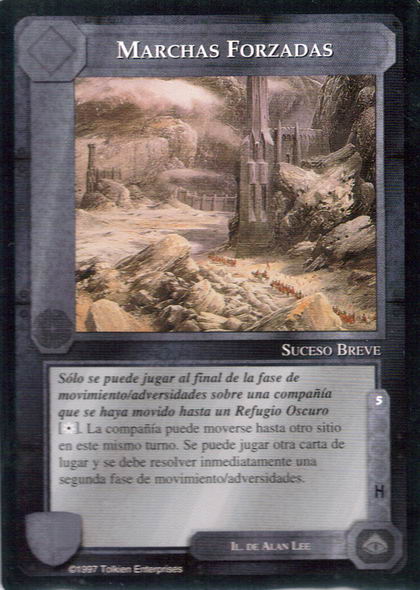 MARCHAS FORZADAS
SUCESO BREVE
Sólo se puede jugar al final de la fase de
movimiento/adversidades sobre una compañía
que se haya movido hasta un Refugio Oscuro
[•]. La compañía puede moverse hasta otro sitio
en este mismo turno. Se puede jugar otra carta de
lugar y se debe resolver inmediatamente una
segunda fase de movimiento/adversidades.
S
H
IL. DE ALAN LEE
©1997 Tolkien Enterprises